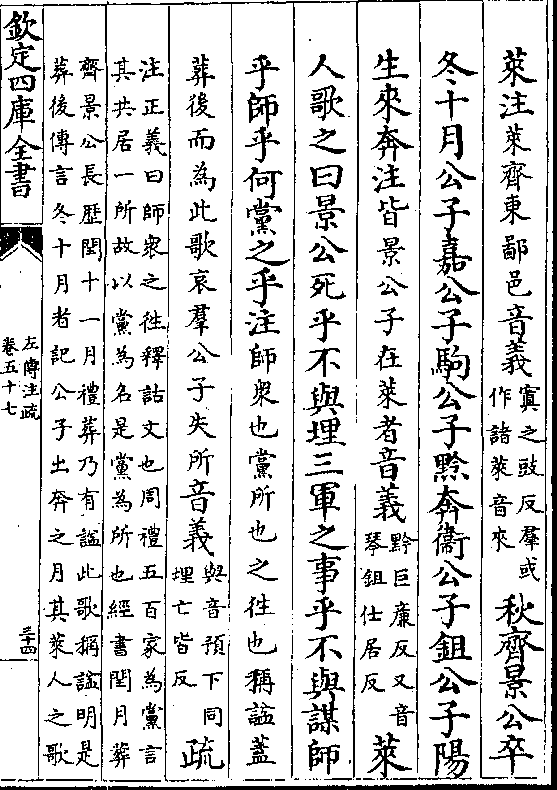 萊注萊齊東鄙邑音義寘之豉反羣或作諸萊音來秋齊景公卒
冬十月公子嘉公子駒公子黔奔衞公子鉏公子陽
生來奔注皆景公子在萊者音義黔巨廉反又音琴鉏仕居反萊
人歌之曰景公死乎不與埋三軍之事乎不與謀師
乎師乎何黨之乎注師衆也黨所也之往也稱謚蓋
葬後而為此歌哀羣公子失所音義與音預下同埋亡皆反疏
注正義曰師衆之徃釋詁文也周禮五百家為黨言
其共居一所故以黨為名是黨為所也經書閏月葬
齊景公長歷閏十一月禮葬乃有謚此歌稱謚明是
葬後傳言冬十月者記公子出奔之月其萊人之歌
欽定四庫全書
左傳注疏
卷五十七
三十四